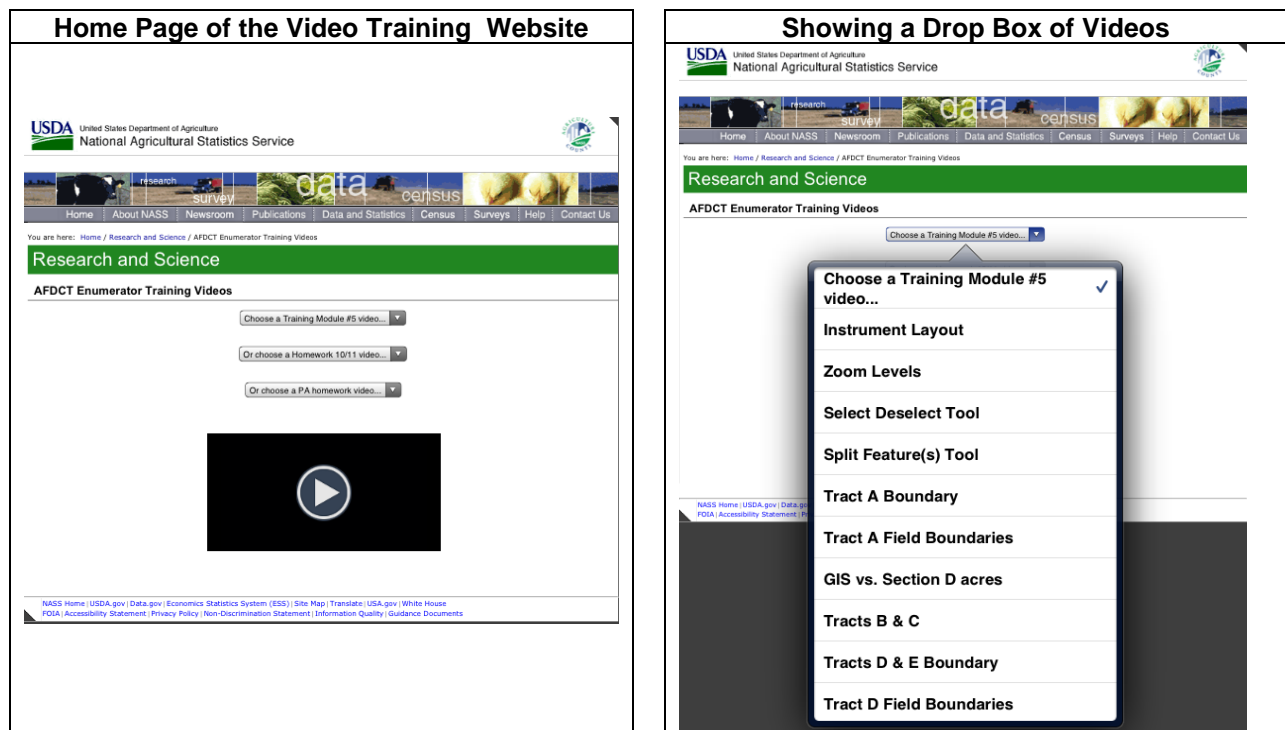 Home Page of the Video Training Website
USDA United States Department of Agriculture
National Agricultural Statistics Service
research survey data census
Home About NASS Newsroom Publications Data and Statistics Census Surveys Help Contact Us
You are here: Home / Research and Science / AFDCT Enumerator Training Videos
Research and Science
AFDCT Enumerator Training Videos
Choose a Training Module #5 video...
Or choose a Homework 10/11 video...
Or choose a PA homework video...
NASS Home | USDA.gov | Data.gov | Economics Statistics System (ESS) | Site Map | Translate | USA.gov | White House
FOIA | Accessibility Statement | Privacy Policy | Non-Discrimination Statement | Information Quality | Guidance Documents
Showing a Drop Box of Videos
USDA United States Department of Agriculture
National Agricultural Statistics Service
research survey data census
Home About NASS Newsroom Publications Data and Statistics Census Surveys Help Contact Us
You are here: Home / Research and Science / AFDCT Enumerator Training Videos
Research and Science
AFDCT Enumerator Training Videos
Choose a Training Module #5 video...
Choose a Training Module #5
video...
Instrument Layout
Zoom Levels
Select Deselect Tool
Split Feature(s) Tool
Tract A Boundary
Tract A Field Boundaries
GIS vs. Section D acres
Tracts B & C
Tracts D & E Boundary
Tract D Field Boundaries
NASS Home | USDA.gov |
FOIA | Accessibility Statement |